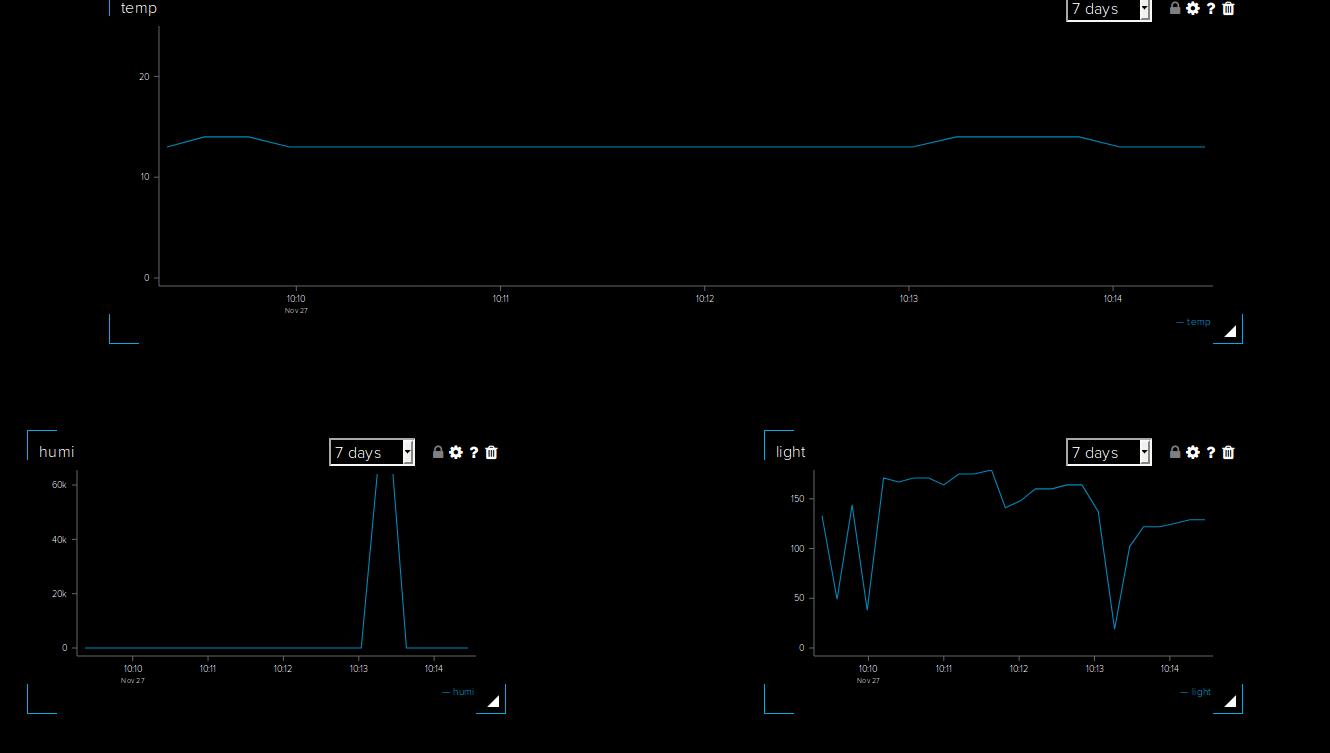 temp 7 days ?
20
10
0
10:10 10:11 10:12 10:13 10:14
Nov 27
— temp
humi 7 days ?
60k
40k
20k
0
10:10 10:11 10:12 10:13 10:14
Nov 27
— humi
light 7 days ?
150
100
50
0
10:10 10:11 10:12 10:13 10:14
Nov 27
— light